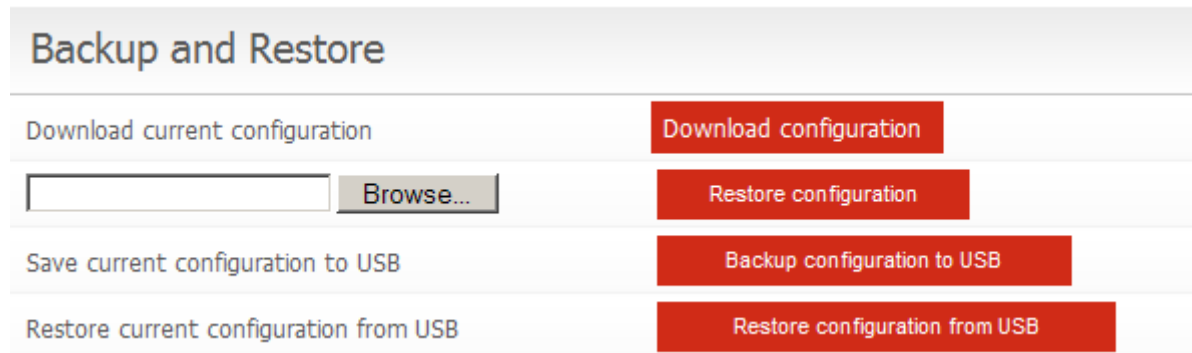 Backup and Restore
Download current configuration Download configuration
Browse... Restore configuration
Save current configuration to USB Backup configuration to USB
Restore current configuration from USB Restore configuration from USB